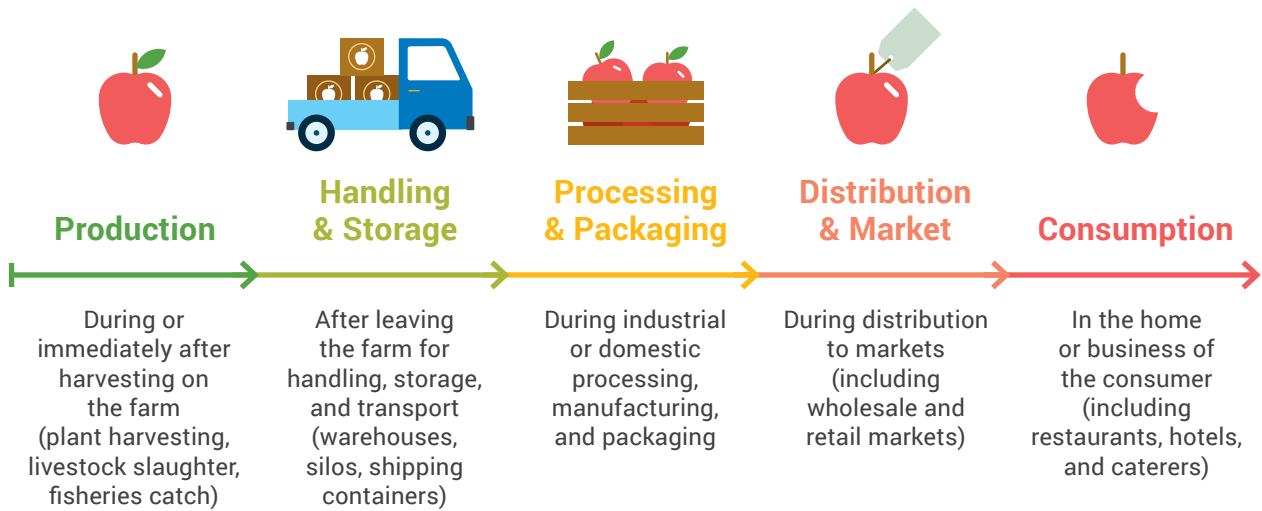 Production
During or
immediately after
harvesting on
the farm
(plant harvesting,
livestock slaughter,
fisheries catch)
Handling
& Storage
After leaving
the farm for
handling, storage,
and transport
(warehouses,
silos, shipping
containers)
Processing
& Packaging
During industrial
or domestic
processing,
manufacturing,
and packaging
Distribution
& Market
During distribution
to markets
(including
wholesale and
retail markets)
Consumption
In the home
or business of
the consumer
(including
restaurants, hotels,
and caterers)